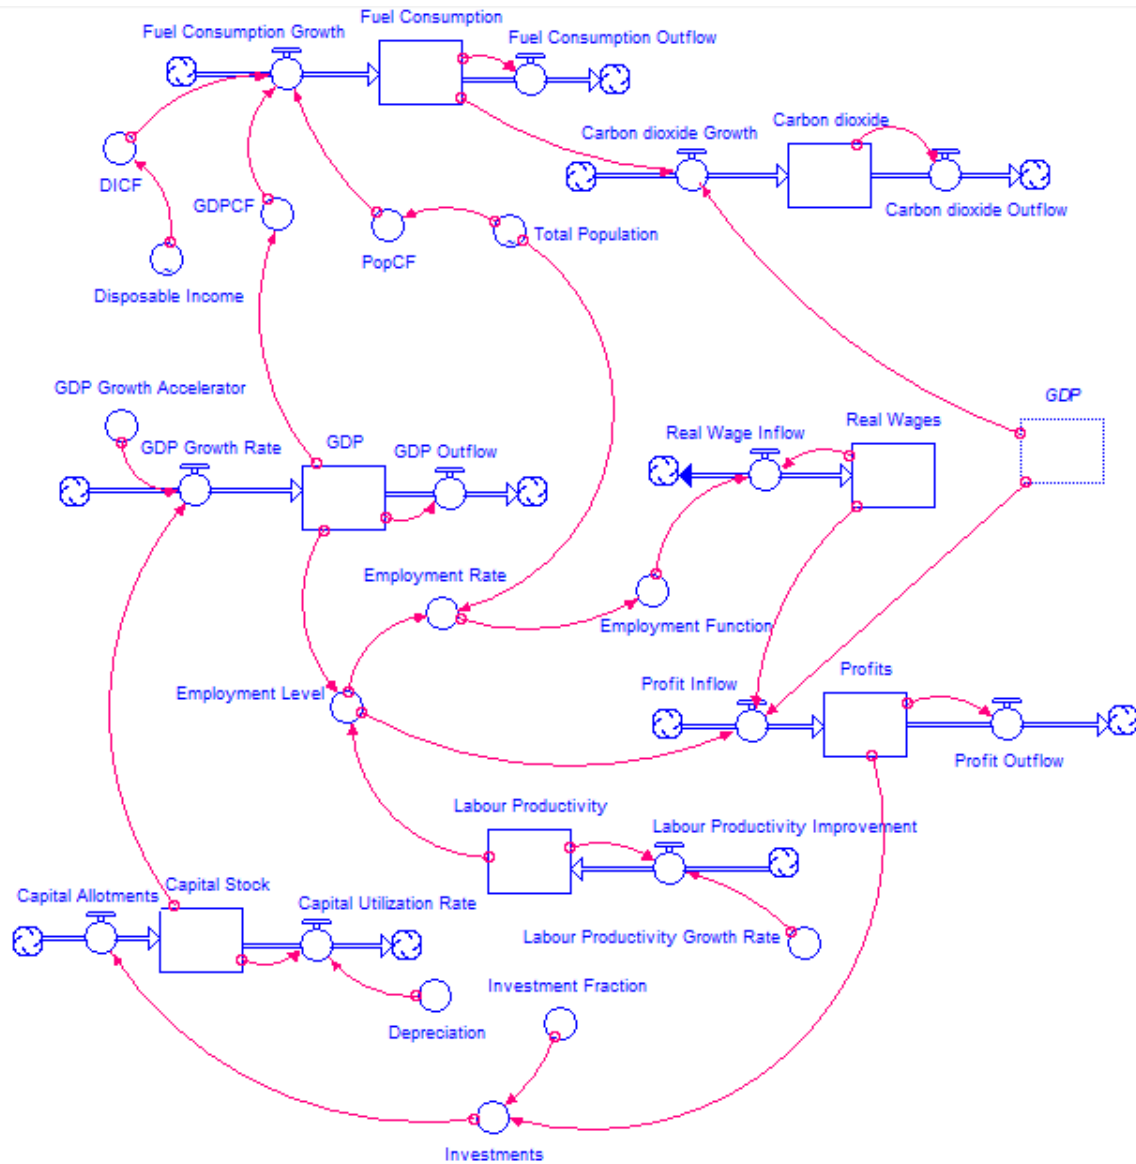 Fuel Consumption
Fuel Consumption Growth
Fuel Consumption Outflow
Carbon dioxide Growth
Carbon dioxide
DICF
GDPCF
Carbon dioxide Outflow
Total Population
PopCF
Disposable Income
GDP Growth Accelerator
GDP
GDP Growth Rate
GDP
GDP Outflow
Real Wage Inflow
Real Wages
Employment Rate
Employment Function
Employment Level
Profit Inflow
Profits
Profit Outflow
Labour Productivity
Labour Productivity Improvement
Capital Allotments
Capital Stock
Capital Utilization Rate
Labour Productivity Growth Rate
Investment Fraction
Depreciation
Investments